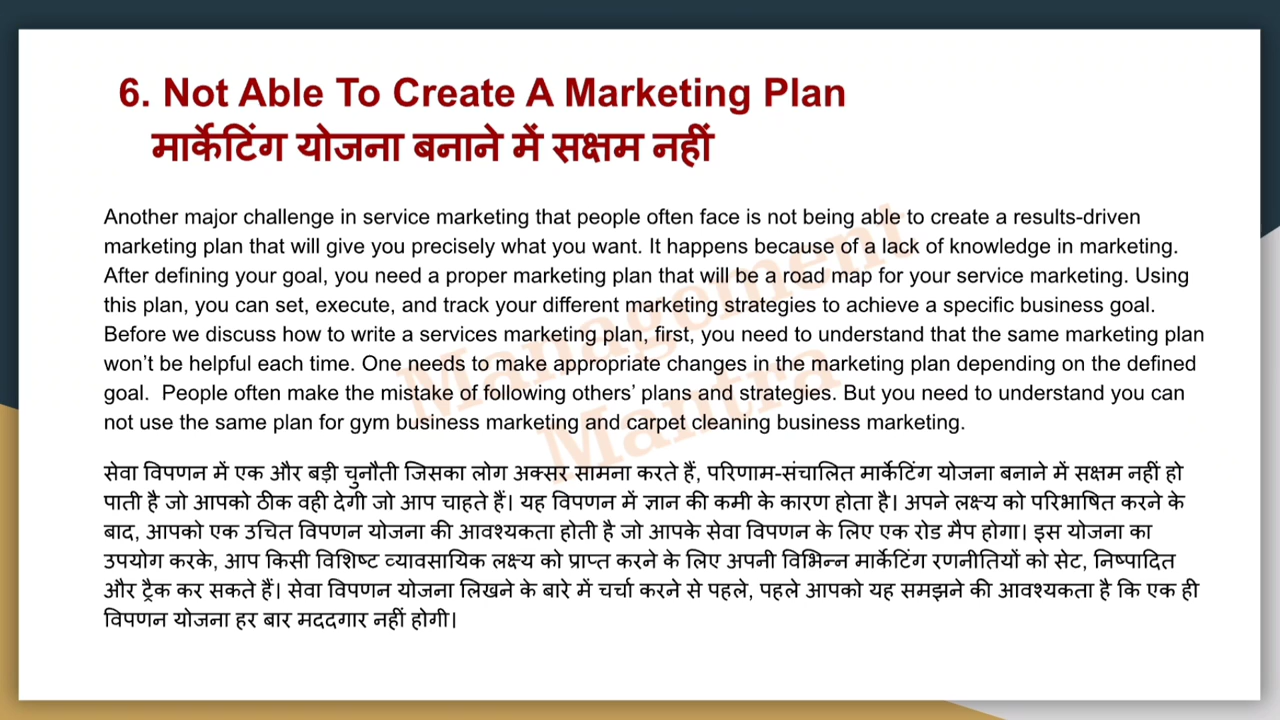 6. Not Able To Create A Marketing Plan
मार्केटिंग योजना बनाने में सक्षम नहीं
Another major challenge in service marketing that people often face is not being able to create a results-driven
marketing plan that will give you precisely what you want. It happens because of a lack of knowledge in marketing.
After defining your goal, you need a proper marketing plan that will be a road map for your service marketing. Using
this plan, you can set, execute, and track your different marketing strategies to achieve a specific business goal.
Before we discuss how to write a services marketing plan, first, you need to understand that the same marketing plan
won’t be helpful each time. One needs to make appropriate changes in the marketing plan depending on the defined
goal.  People often make the mistake of following others’ plans and strategies. But you need to understand you can
not use the same plan for gym business marketing and carpet cleaning business marketing.
Management
Mantra
सेवा विपणन में एक और बड़ी चुनौती जिसका लोग अक्सर सामना करते हैं, परिणाम-संचालित मार्केटिंग योजना बनाने में सक्षम नहीं हो
पाती है जो आपको ठीक वही देगी जो आप चाहते हैं। यह विपणन में ज्ञान की कमी के कारण होता है। अपने लक्ष्य को परिभाषित करने के
बाद, आपको एक उचित विपणन योजना की आवश्यकता होती है जो आपके सेवा विपणन के लिए एक रोड मैप होगा। इस योजना का
उपयोग करके, आप किसी विशिष्ट व्यावसायिक लक्ष्य को प्राप्त करने के लिए अपनी विभिन्न मार्केटिंग रणनीतियों को सेट, निष्पादित
और ट्रैक कर सकते हैं। सेवा विपणन योजना लिखने के बारे में चर्चा करने से पहले, पहले आपको यह समझने की आवश्यकता है कि एक ही
विपणन योजना हर बार मददगार नहीं होगी।